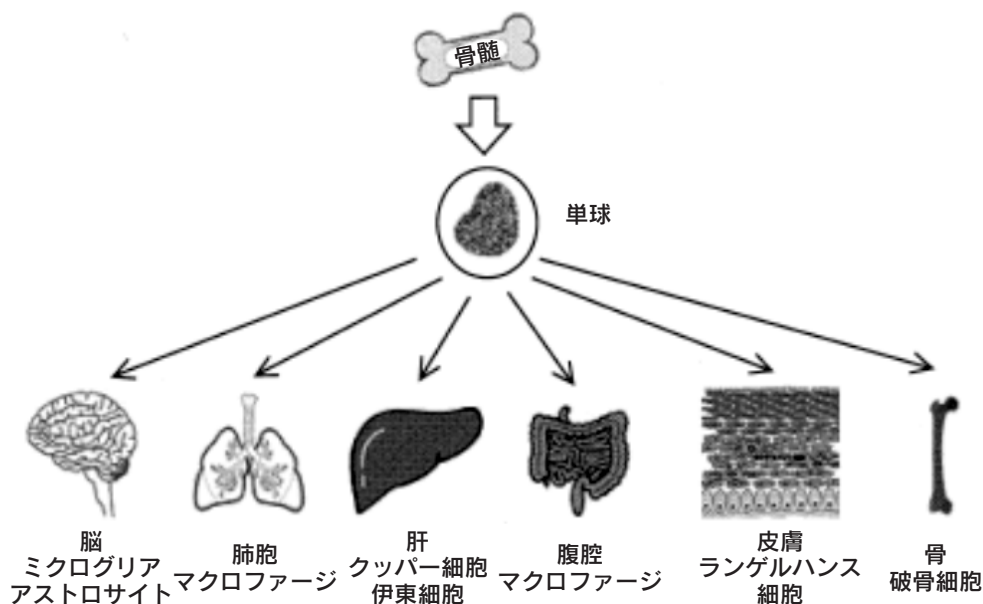 骨髄
単球
脳
ミクログリア
アストロサイト
肺胞
マクロファージ
肝
クッパー細胞
伊東細胞
腹腔
マクロファージ
皮膚
ランゲルハンス
細胞
骨
破骨細胞